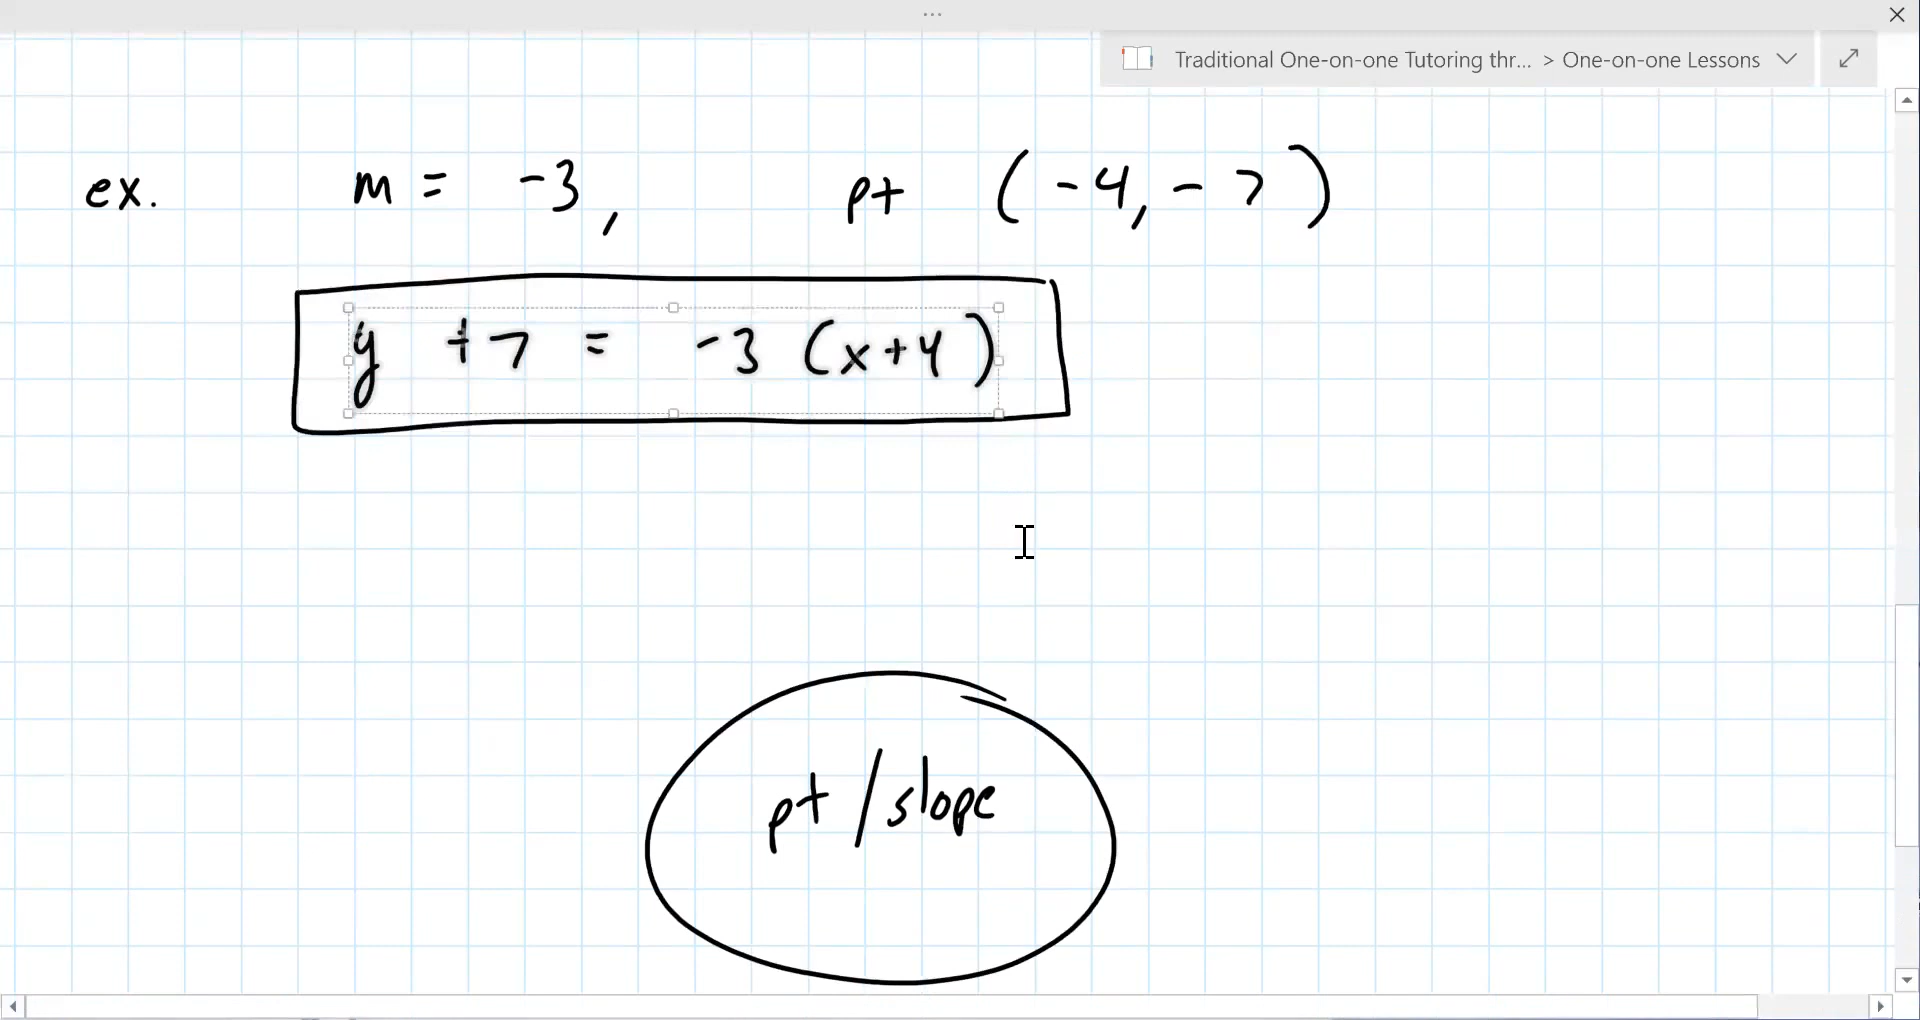 Traditional One-on-one Tutoring thr... > One-on-one Lessons
ex. m = -3, pt (-4, -7)
y +7 = -3 (x+4)
pt / slope